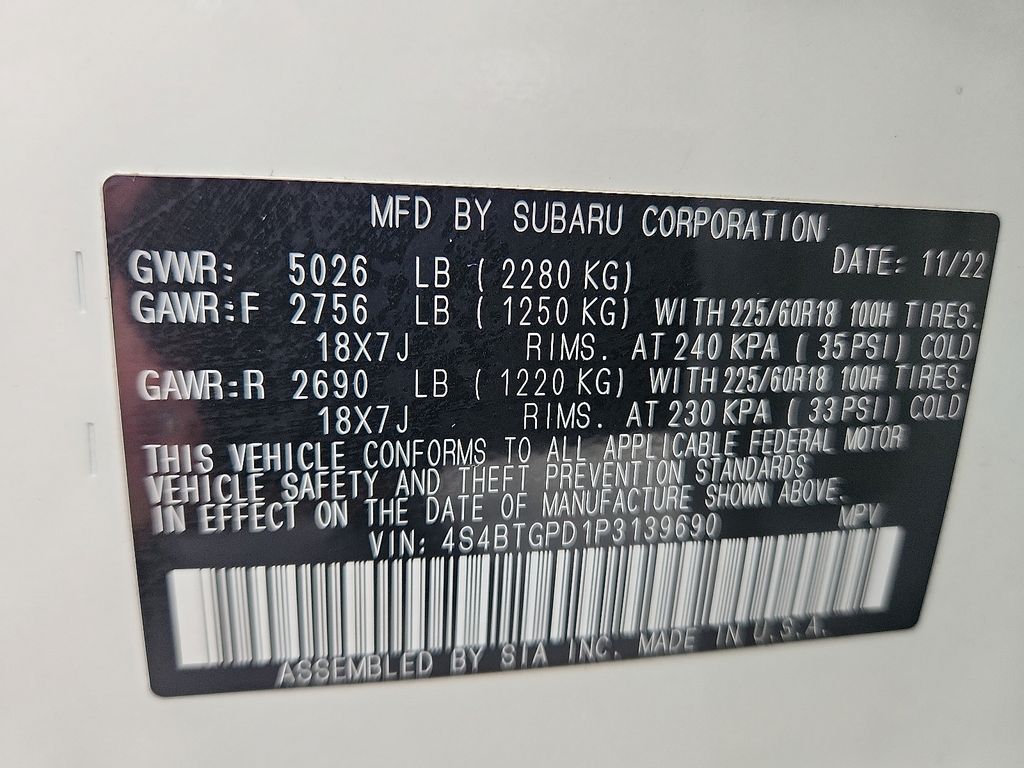 MFD BY SUBARU CORPORATION
DATE: 11/22
GVWR: 5026 LB ( 2280 KG)
GAWR:F 2756 LB ( 1250 KG) WITH 225/60R18 100H TIRES.
18X7J RIMS. AT 240 KPA ( 35 PSI) COLD
GAWR:R 2690 LB ( 1220 KG) WITH 225/60R18 100H TIRES.
18X7J RIMS. AT 230 KPA ( 33 PSI) COLD
THIS VEHICLE CONFORMS TO ALL APPLICABLE FEDERAL MOTOR
VEHICLE SAFETY AND THEFT PREVENTION STANDARDS
IN EFFECT ON THE DATE OF MANUFACTURE SHOWN ABOVE.
VIN: 4S4BTGPD1P3139690 MPV
ASSEMBLED BY SIA INC. MADE IN U.S.A.